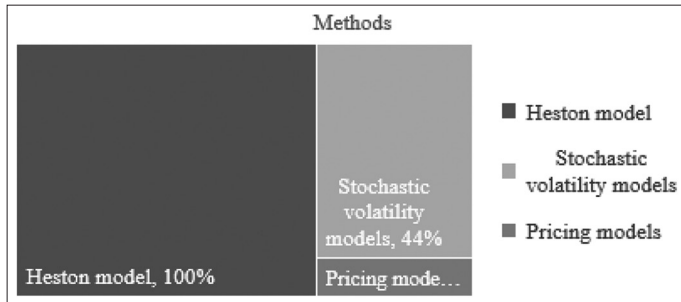 Methods
Stochastic
volatility
models, 44%
Heston model, 100%
Pricing mode…
Heston model
Stochastic
volatility models
Pricing models